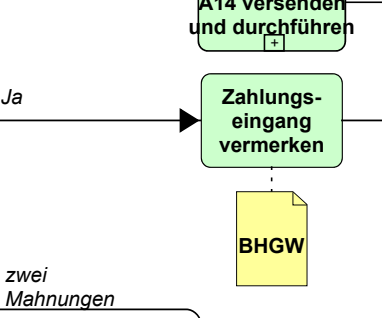 A14 versenden
und durchführen
+
Ja
Zahlungs-
eingang
vermerken
BHGW
zwei
Mahnungen